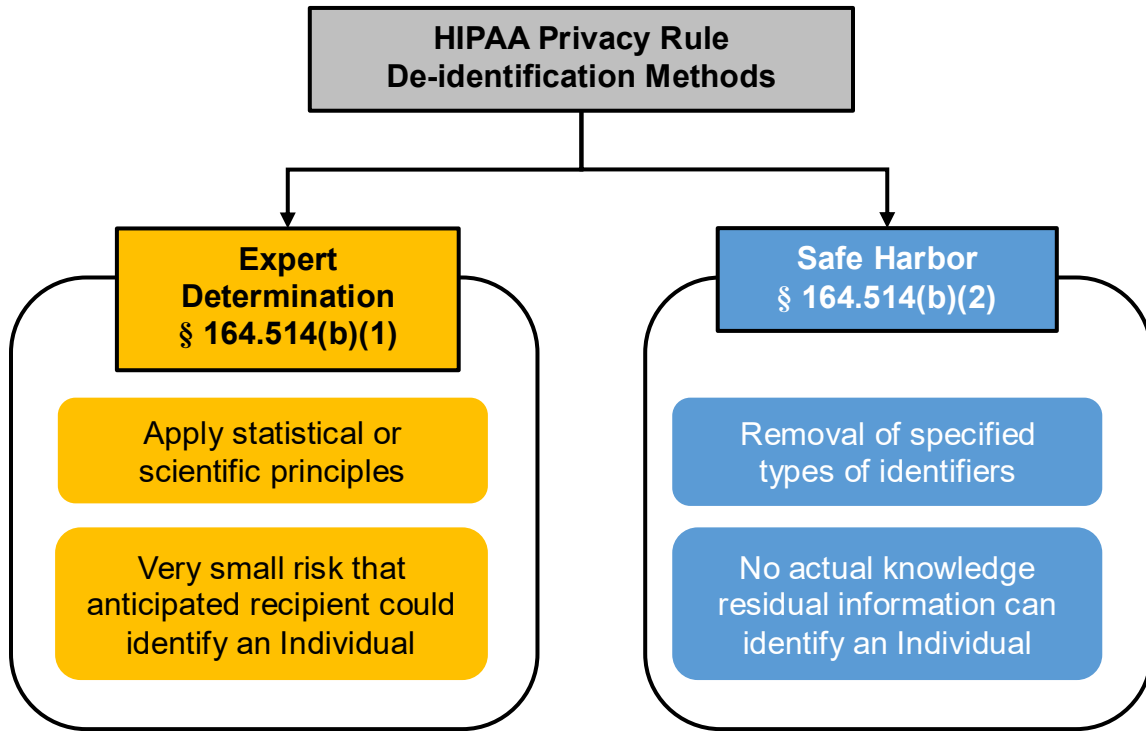 HIPAA Privacy Rule
De-identification Methods
Expert
Determination
§ 164.514(b)(1)
Apply statistical or
scientific principles
Very small risk that
anticipated recipient could
identify an Individual
Safe Harbor
§ 164.514(b)(2)
Removal of specified
types of identifiers
No actual knowledge
residual information can
identify an Individual